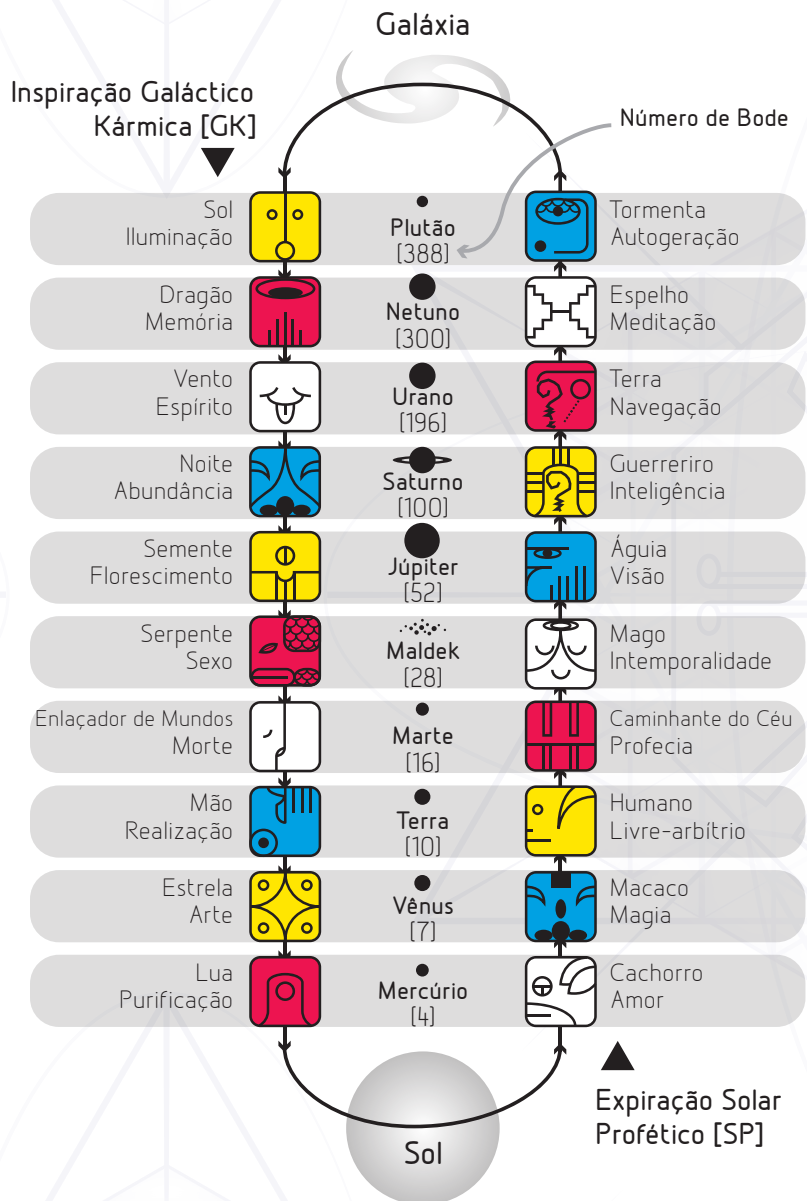 Galáxia
Inspiração Galáctico
Kármica [GK]
Número de Bode
Sol
Iluminação
Plutão
[388]
Tormenta
Autogeração
Dragão
Memória
Netuno
[300]
Espelho
Meditação
Vento
Espírito
Urano
[196]
Terra
Navegação
Noite
Abundância
Saturno
[100]
Guerreriro
Inteligência
Semente
Florescimento
Júpiter
[52]
Águia
Visão
Serpente
Sexo
Maldek
[28]
Mago
Intemporalidade
Enlaçador de Mundos
Morte
Marte
[16]
Caminhante do Céu
Profecia
Mão
Realização
Terra
[10]
Humano
Livre-arbítrio
Estrela
Arte
Vênus
[7]
Macaco
Magia
Lua
Purificação
Mercúrio
[4]
Cachorro
Amor
Expiração Solar
Profético [SP]
Sol